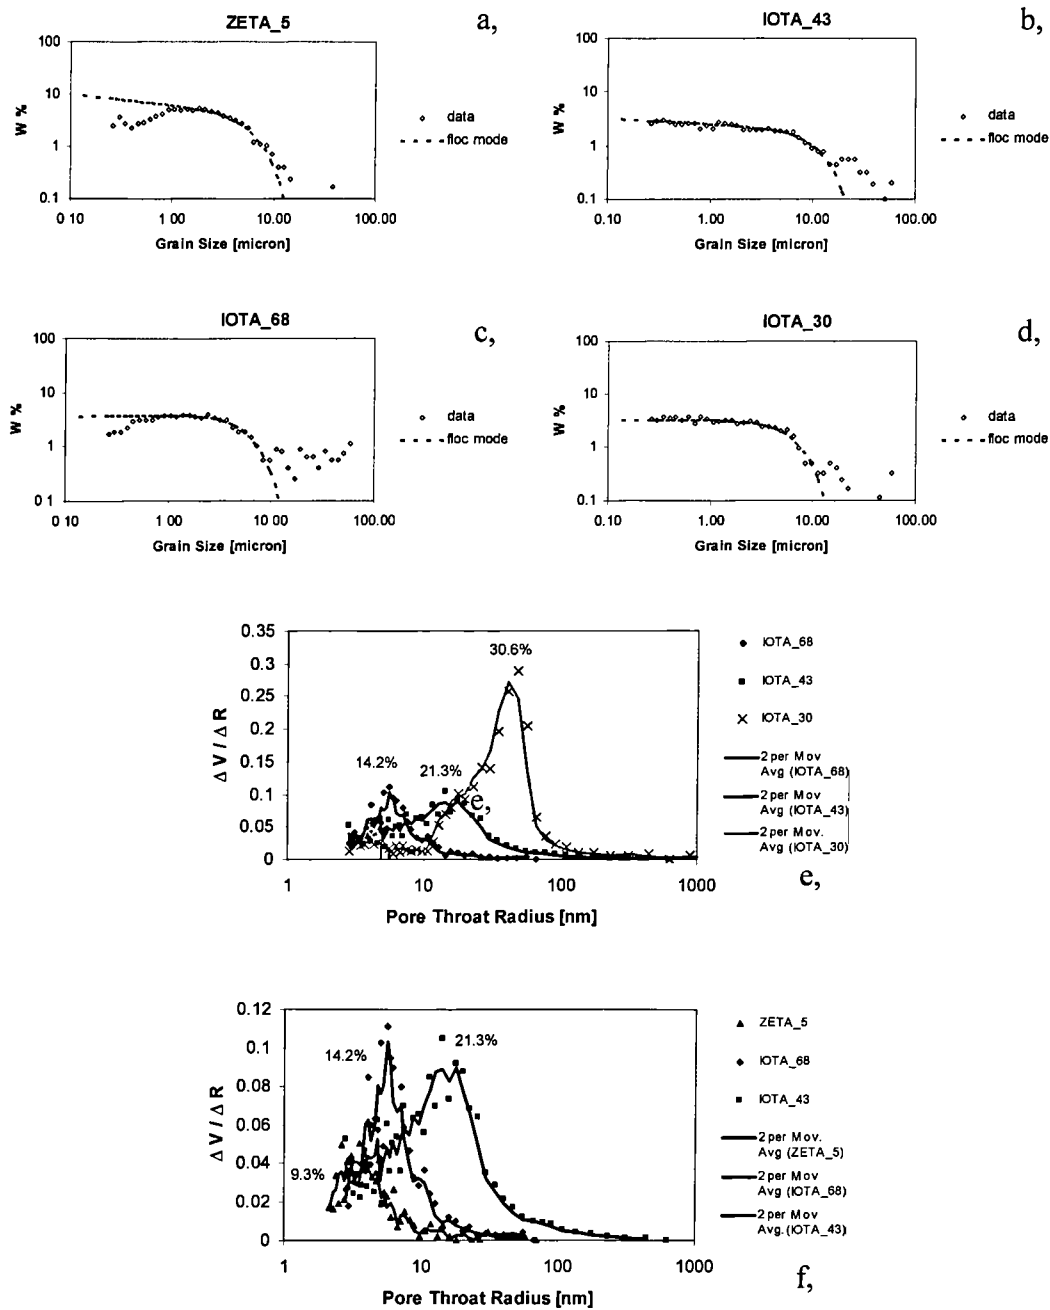 ZETA_5
a,
100
10
1
0.1
W %
0 10
1 00
10.00
100.00
Grain Size [micron]
data
floc mode
IOTA_43
b,
100
10
1
0.1
W %
0.10
1.00
10.00
100.00
Grain Size [micron]
data
floc mode
IOTA_68
c,
100
10
1
0 1
W %
0 10
1 00
10 00
100.00
Grain Size [micron]
data
floc mode
IOTA_30
d,
100
10
1
0.1
W %
0.10
1.00
10.00
100.00
Grain Size [micron]
data
floc mode
0.35
0.3
0.25
0.2
0.15
0.1
0.05
0
Δ V / Δ R
30.6%
14.2%
21.3%
e,
1
10
100
1000
Pore Throat Radius [nm]
IOTA_68
IOTA_43
IOTA_30
2 per Mov
Avg (IOTA_68)
2 per Mov
Avg (IOTA_43)
2 per Mov.
Avg (IOTA_30)
e,
0.12
0.1
0.08
0.06
0.04
0.02
0
Δ V / Δ R
14.2%
21.3%
9.3%
1
10
100
1000
Pore Throat Radius [nm]
ZETA_5
IOTA_68
IOTA_43
2 per Mov.
Avg (ZETA_5)
2 per Mov
Avg (IOTA_68)
2 per Mov
Avg. (IOTA_43)
f,